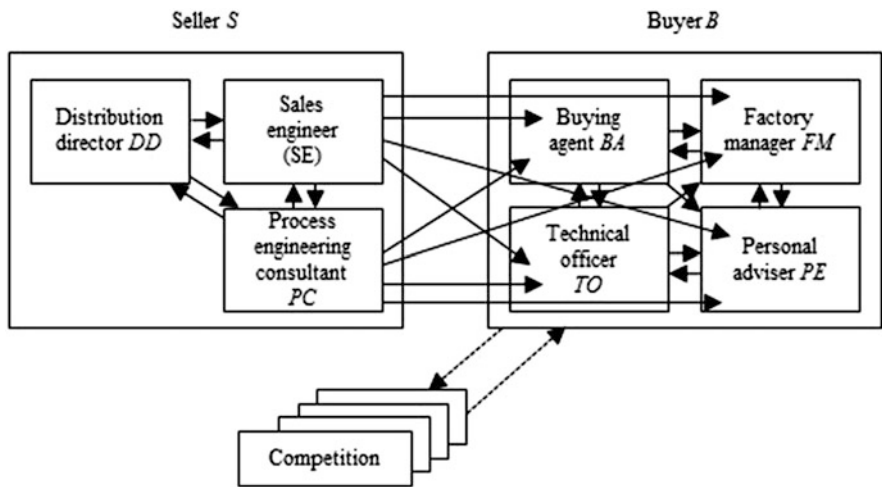 Seller S
Buyer B
Distribution
director DD
Sales
engineer
(SE)
Buying
agent BA
Factory
manager FM
Process
engineering
consultant
PC
Technical
officer
TO
Personal
adviser PE
Competition